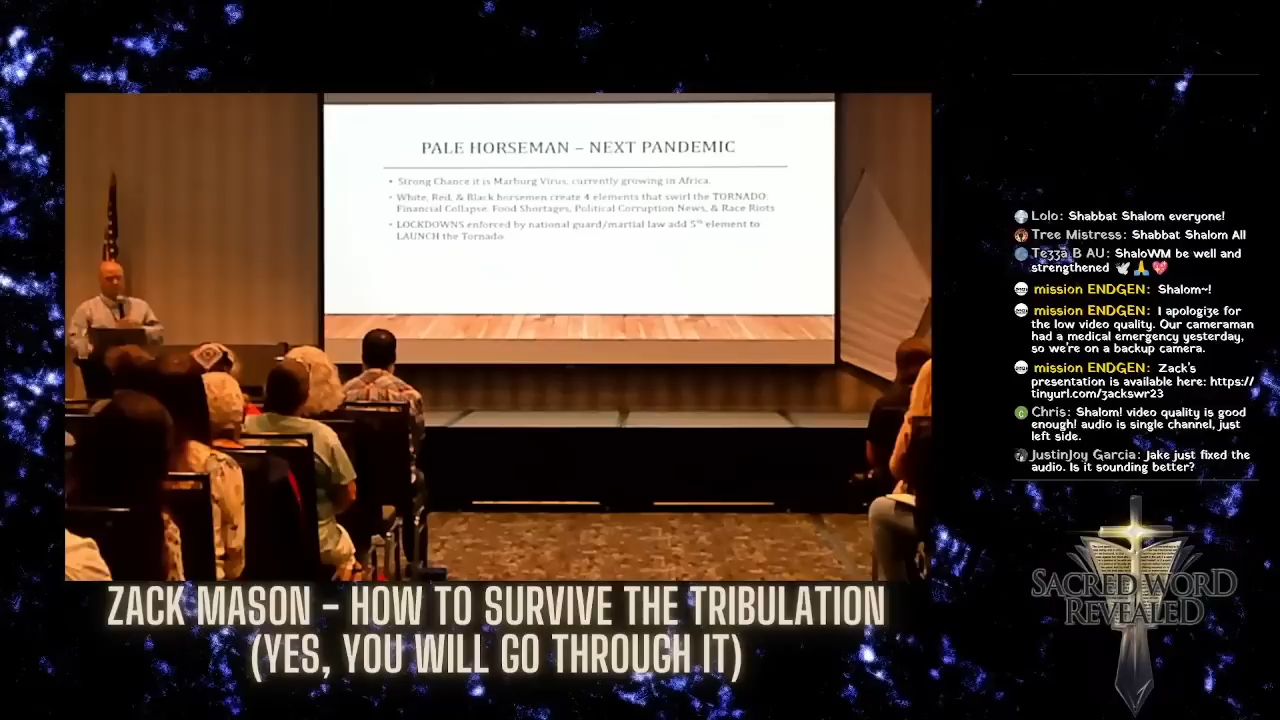 PALE HORSEMAN – NEXT PANDEMIC
• Strong Chance it is Marburg Virus, currently growing in Africa.
• White, Red, & Black horsemen create 4 elements that swirl the TORNADO:
Financial Collapse, Food Shortages, Political Corruption News, & Race Riots
• LOCKDOWNS enforced by national guard/martial law add 5th element to
LAUNCH the Tornado
Lolo: Shabbat Shalom everyone!
Tree Mistress: Shabbat Shalom All
Tezza B AU: ShaloWM be well and
strengthened 🕊️🙏💖
mission ENDGEN: Shalom~!
mission ENDGEN: I apologize for
the low video quality. Our cameraman
had a medical emergency yesterday,
so we're on a backup camera.
mission ENDGEN: Zack's
presentation is available here: https://
tinyurl.com/zackswr23
Chris: Shalom! video quality is good
enough! audio is single channel, just
left side.
JustinJoy Garcia: Jake just fixed the
audio. Is it sounding better?
SACRED WORD
REVEALED
ZACK MASON – HOW TO SURVIVE THE TRIBULATION
(YES, YOU WILL GO THROUGH IT)